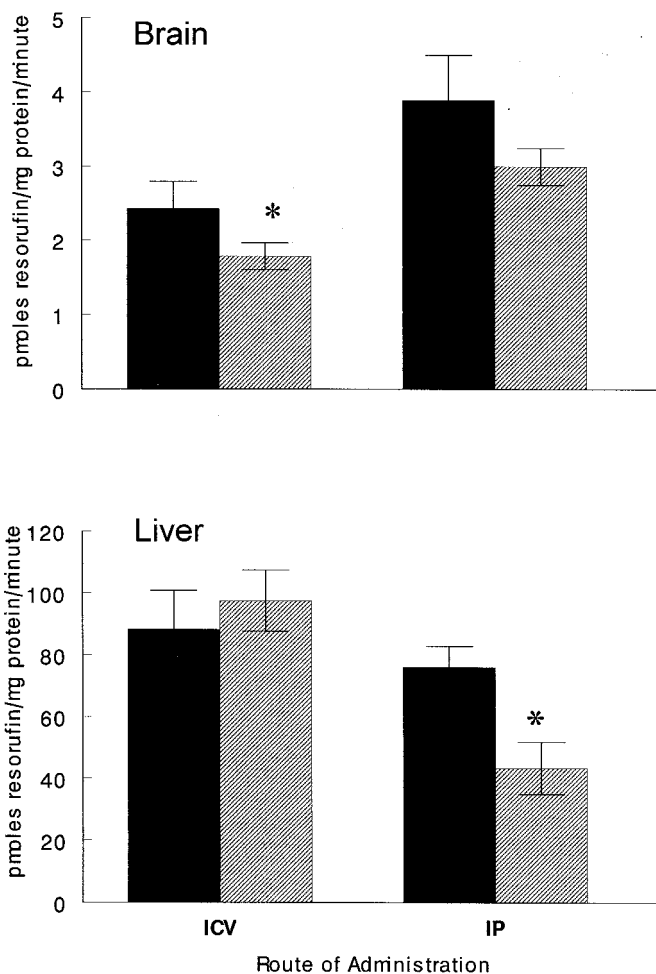 Brain
pmoles resorufin/mg protein/minute
5
4
3
2
1
0
*
Liver
pmoles resorufin/mg protein/minute
120
100
80
60
40
20
0
*
ICV IP
Route of Administration